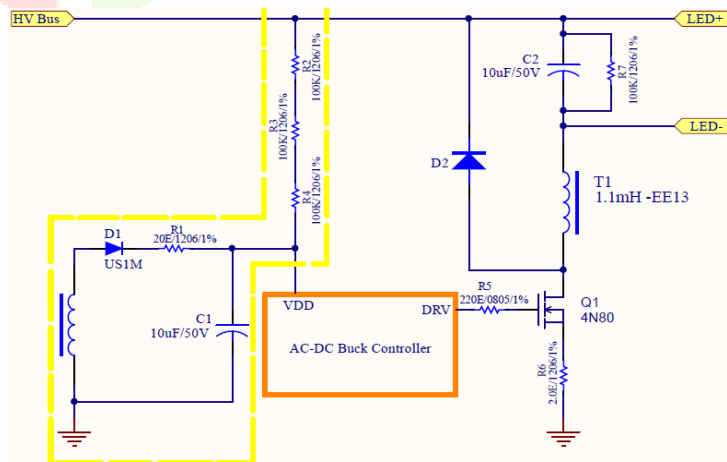 HV Bus
LED+
R2
100K/1206/1%
C2
10uF/50V
R7
100K/1206/1%
R3
100K/1206/1%
LED-
D2
R4
100K/1206/1%
T1
1.1mH -EE13
D1
US1M
R1
20E/1206/1%
VDD
R5
220E/0805/1%
DRV
Q1
4N80
C1
10uF/50V
AC-DC Buck Controller
R6
2.0E/1206/1%